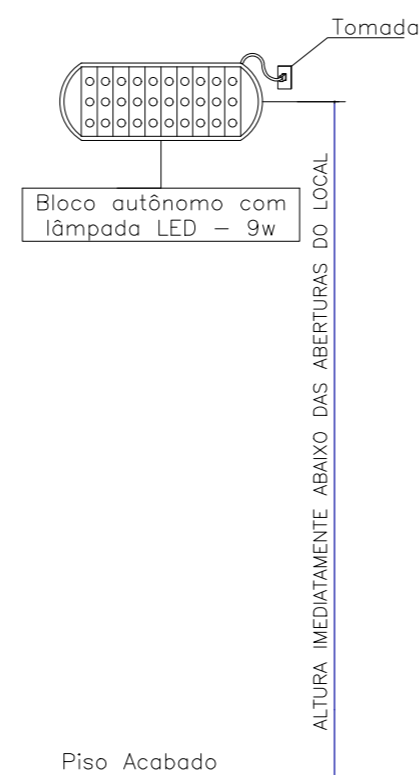 Tomada
Bloco autônomo com
lâmpada LED – 9w
ALTURA IMEDIATAMENTE ABAIXO DAS ABERTURAS DO LOCAL
Piso Acabado